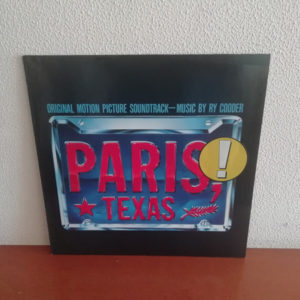 ORIGINAL MOTION PICTURE SOUNDTRACK—MUSIC BY RY COODER
PARIS,
!
TEXAS